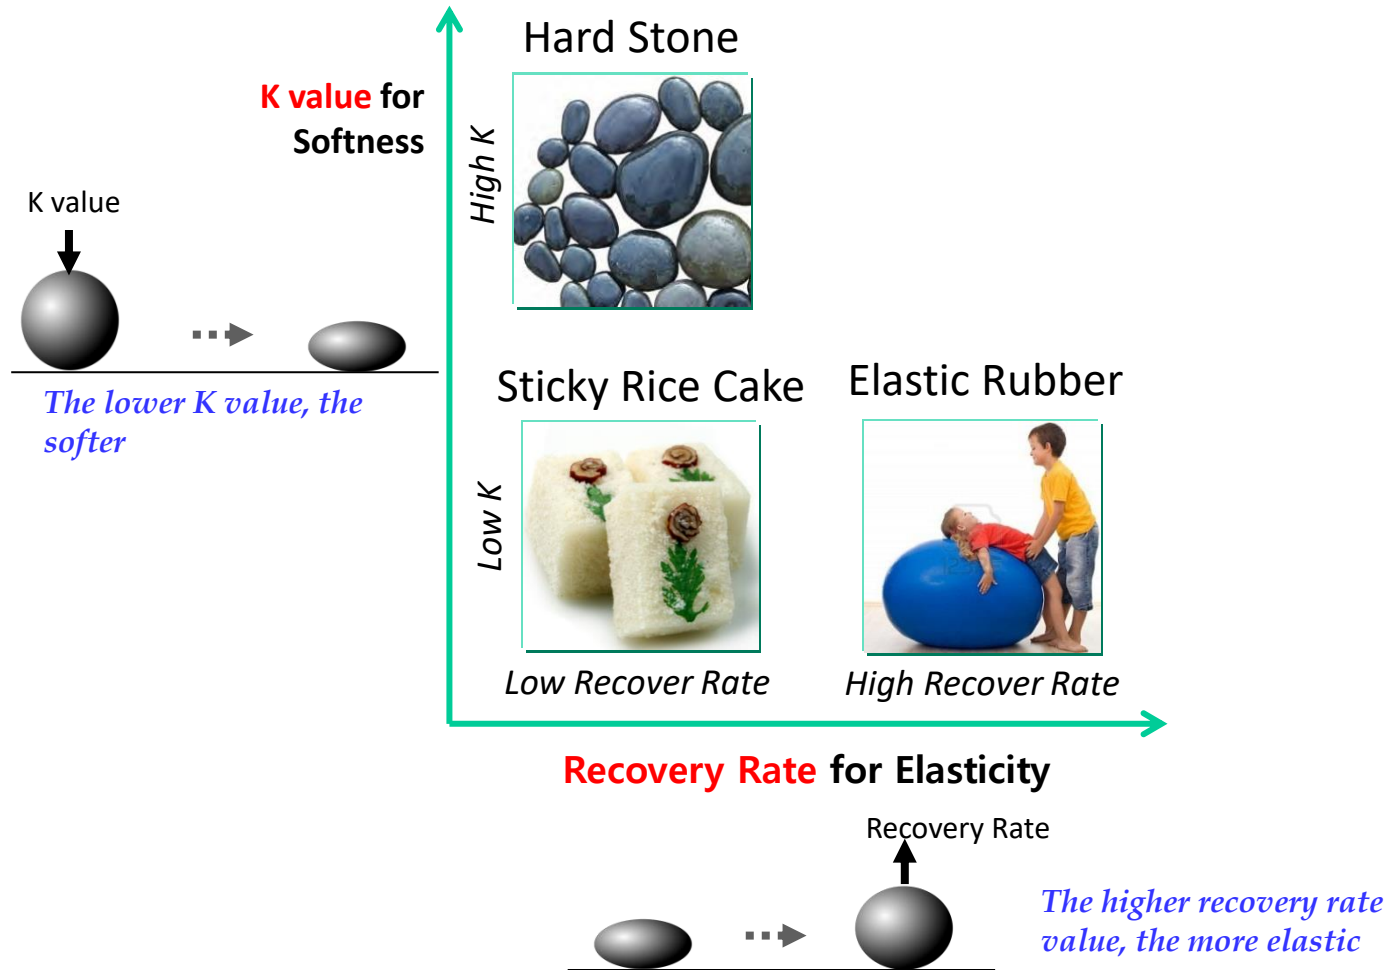 Hard Stone
K value for
Softness
High K
K value
The lower K value, the
softer
Sticky Rice Cake
Elastic Rubber
Low K
Low Recover Rate
High Recover Rate
Recovery Rate for Elasticity
Recovery Rate
The higher recovery rate
value, the more elastic